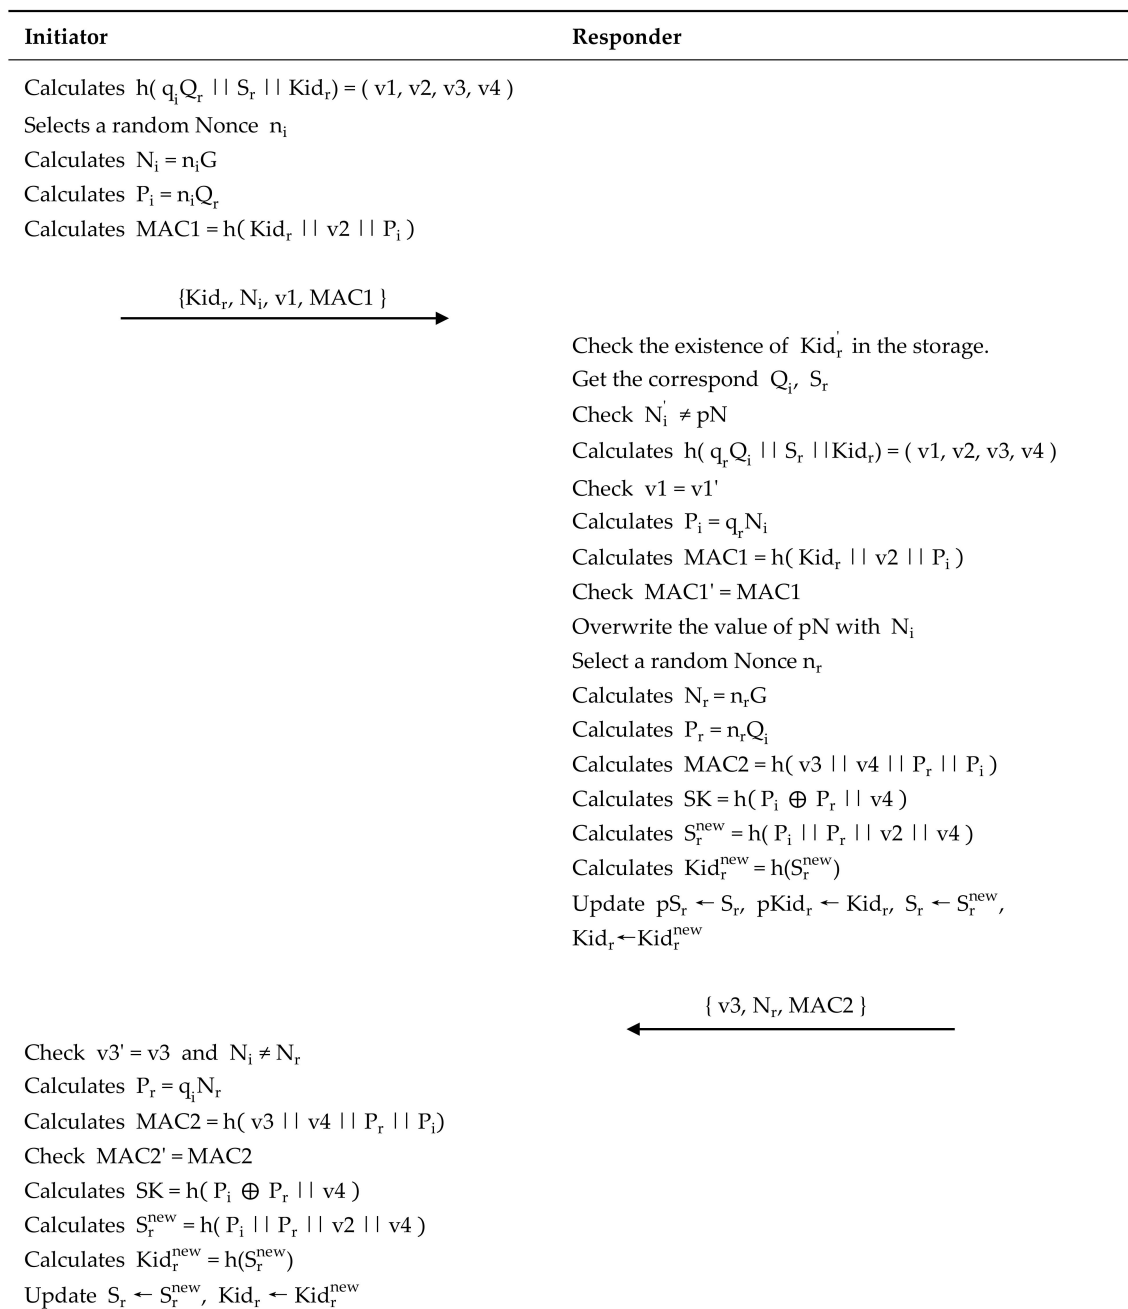 Initiator Responder
Calculates h( qᵢQᵣ || Sᵣ || Kidᵣ) = ( v1, v2, v3, v4 )
Selects a random Nonce nᵢ
Calculates Nᵢ = nᵢG
Calculates Pᵢ = nᵢQᵣ
Calculates MAC1 = h( Kidᵣ || v2 || Pᵢ )
{Kidᵣ, Nᵢ, v1, MAC1 }
Check the existence of Kidᵣ' in the storage.
Get the correspond Qᵢ, Sᵣ
Check Nᵢ' ≠ pN
Calculates h( qᵣQᵢ || Sᵣ ||Kidᵣ) = ( v1, v2, v3, v4 )
Check v1 = v1'
Calculates Pᵢ = qᵣNᵢ
Calculates MAC1 = h( Kidᵣ || v2 || Pᵢ )
Check MAC1' = MAC1
Overwrite the value of pN with Nᵢ
Select a random Nonce nᵣ
Calculates Nᵣ = nᵣG
Calculates Pᵣ = nᵣQᵢ
Calculates MAC2 = h( v3 || v4 || Pᵣ || Pᵢ )
Calculates SK = h( Pᵢ ⊕ Pᵣ || v4 )
Calculates Sᵣⁿᵉʷ = h( Pᵢ || Pᵣ || v2 || v4 )
Calculates Kidᵣⁿᵉʷ = h(Sᵣⁿᵉʷ)
Update pSᵣ ← Sᵣ, pKidᵣ ← Kidᵣ, Sᵣ ← Sᵣⁿᵉʷ,
Kidᵣ←Kidᵣⁿᵉʷ
{ v3, Nᵣ, MAC2 }
Check v3' = v3 and Nᵢ ≠ Nᵣ
Calculates Pᵣ = qᵢNᵣ
Calculates MAC2 = h( v3 || v4 || Pᵣ || Pᵢ)
Check MAC2' = MAC2
Calculates SK = h( Pᵢ ⊕ Pᵣ || v4 )
Calculates Sᵣⁿᵉʷ = h( Pᵢ || Pᵣ || v2 || v4 )
Calculates Kidᵣⁿᵉʷ = h(Sᵣⁿᵉʷ)
Update Sᵣ ← Sᵣⁿᵉʷ, Kidᵣ ← Kidᵣⁿᵉʷ